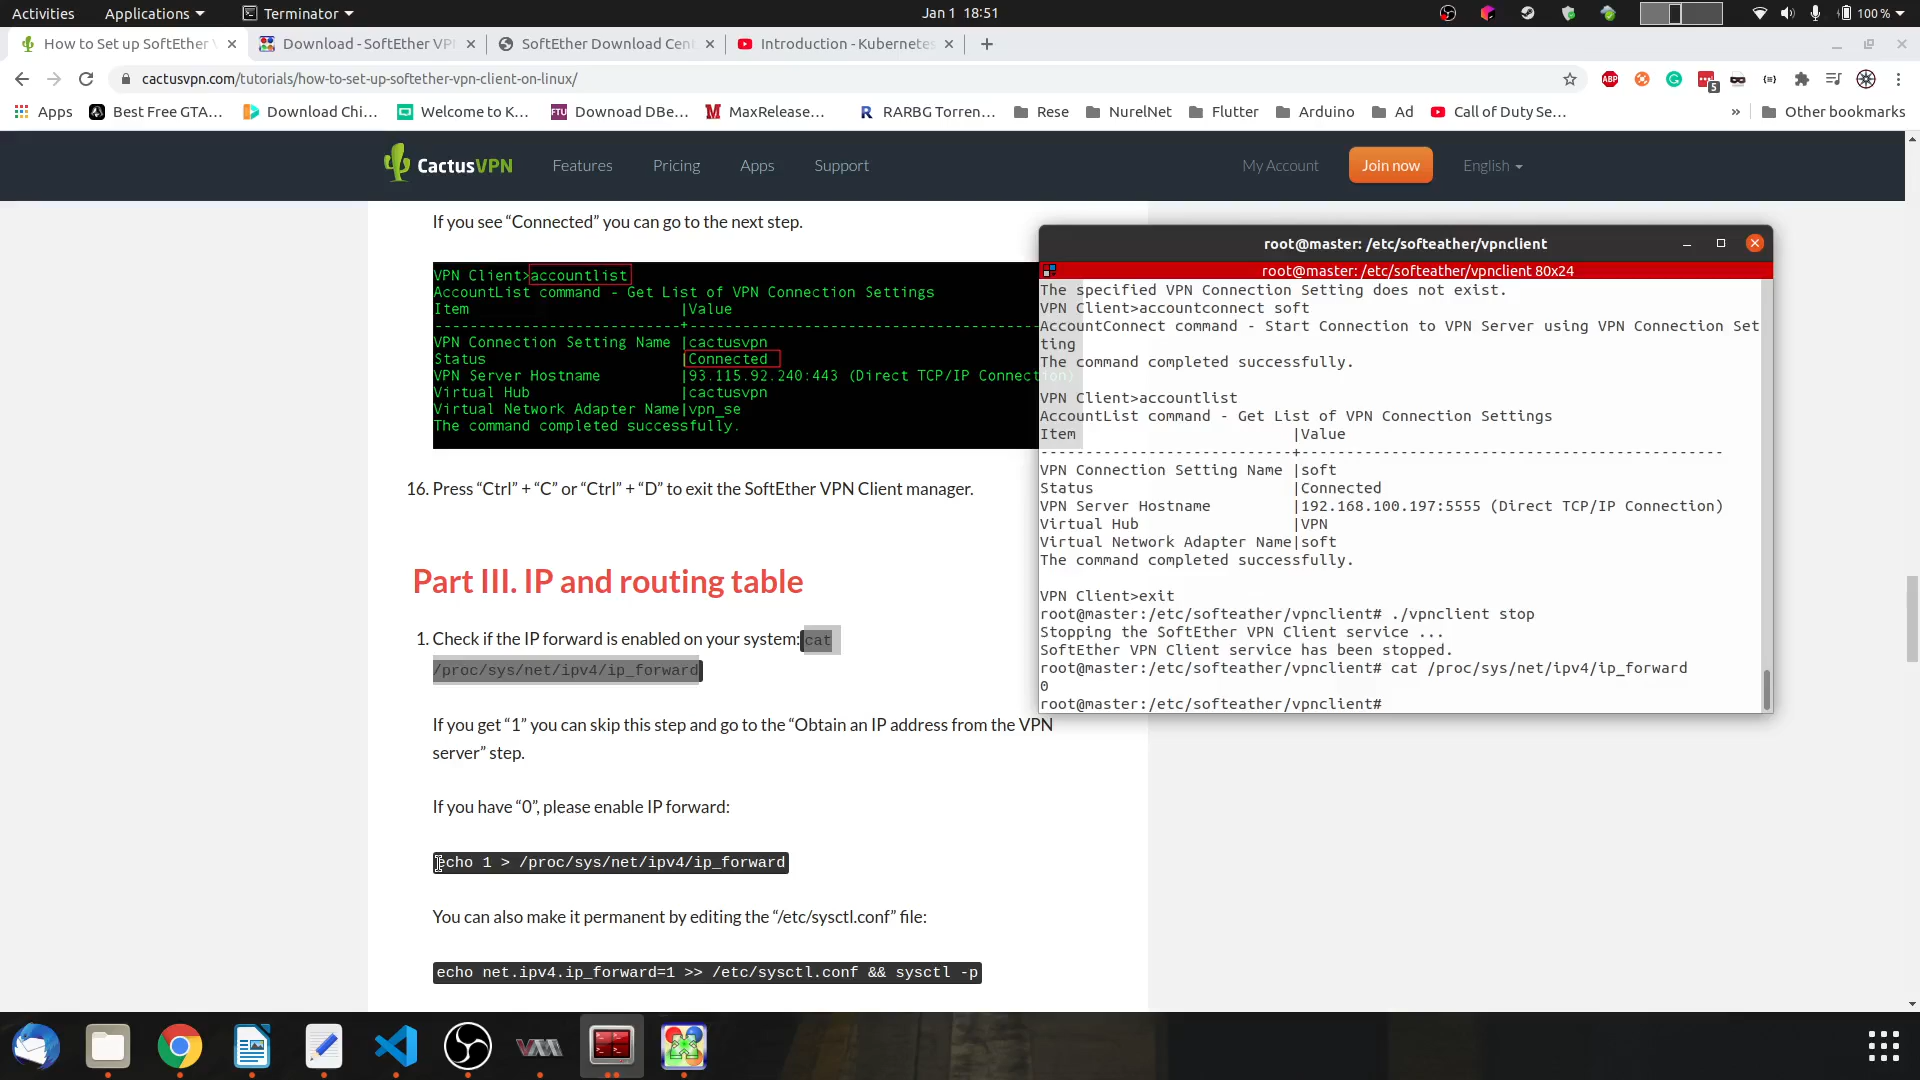 Activities
Applications
Terminator
Jan 1 18:51
100 %
How to Set up SoftEther V
Download - SoftEther VP
SoftEther Download Cen
Introduction - Kubernetes
cactusvpn.com/tutorials/how-to-set-up-softether-vpn-client-on-linux/
ABP
5
Apps
Best Free GTA...
Download Chi...
Welcome to K...
FTU
Downoad DBe...
MaxRelease...
RARBG Torren...
Rese
NurelNet
Flutter
Arduino
Ad
Call of Duty Se...
»
Other bookmarks
CactusVPN
Features
Pricing
Apps
Support
My Account
Join now
English
If you see “Connected” you can go to the next step.
VPN Client>accountlist
AccountList command - Get List of VPN Connection Settings
Item |Value
----------------------------+--------------------------------------
VPN Connection Setting Name |cactusvpn
Status |Connected
VPN Server Hostname |93.115.92.240:443 (Direct TCP/IP Connection)
Virtual Hub |cactusvpn
Virtual Network Adapter Name|vpn_se
The command completed successfully.
16. Press “Ctrl” + “C” or “Ctrl” + “D” to exit the SoftEther VPN Client manager.
Part III. IP and routing table
1. Check if the IP forward is enabled on your system: cat
/proc/sys/net/ipv4/ip_forward
If you get “1” you can skip this step and go to the “Obtain an IP address from the VPN
server” step.
If you have “0”, please enable IP forward:
echo 1 > /proc/sys/net/ipv4/ip_forward
You can also make it permanent by editing the “/etc/sysctl.conf” file:
echo net.ipv4.ip_forward=1 >> /etc/sysctl.conf && sysctl -p
root@master: /etc/softeather/vpnclient
root@master: /etc/softeather/vpnclient 80x24
The specified VPN Connection Setting does not exist.
VPN Client>accountconnect soft
AccountConnect command - Start Connection to VPN Server using VPN Connection Set
ting
The command completed successfully.
VPN Client>accountlist
AccountList command - Get List of VPN Connection Settings
Item |Value
----------------------------+-----------------------------------------------
VPN Connection Setting Name |soft
Status |Connected
VPN Server Hostname |192.168.100.197:5555 (Direct TCP/IP Connection)
Virtual Hub |VPN
Virtual Network Adapter Name|soft
The command completed successfully.
VPN Client>exit
root@master:/etc/softeather/vpnclient# ./vpnclient stop
Stopping the SoftEther VPN Client service ...
SoftEther VPN Client service has been stopped.
root@master:/etc/softeather/vpnclient# cat /proc/sys/net/ipv4/ip_forward
0
root@master:/etc/softeather/vpnclient#